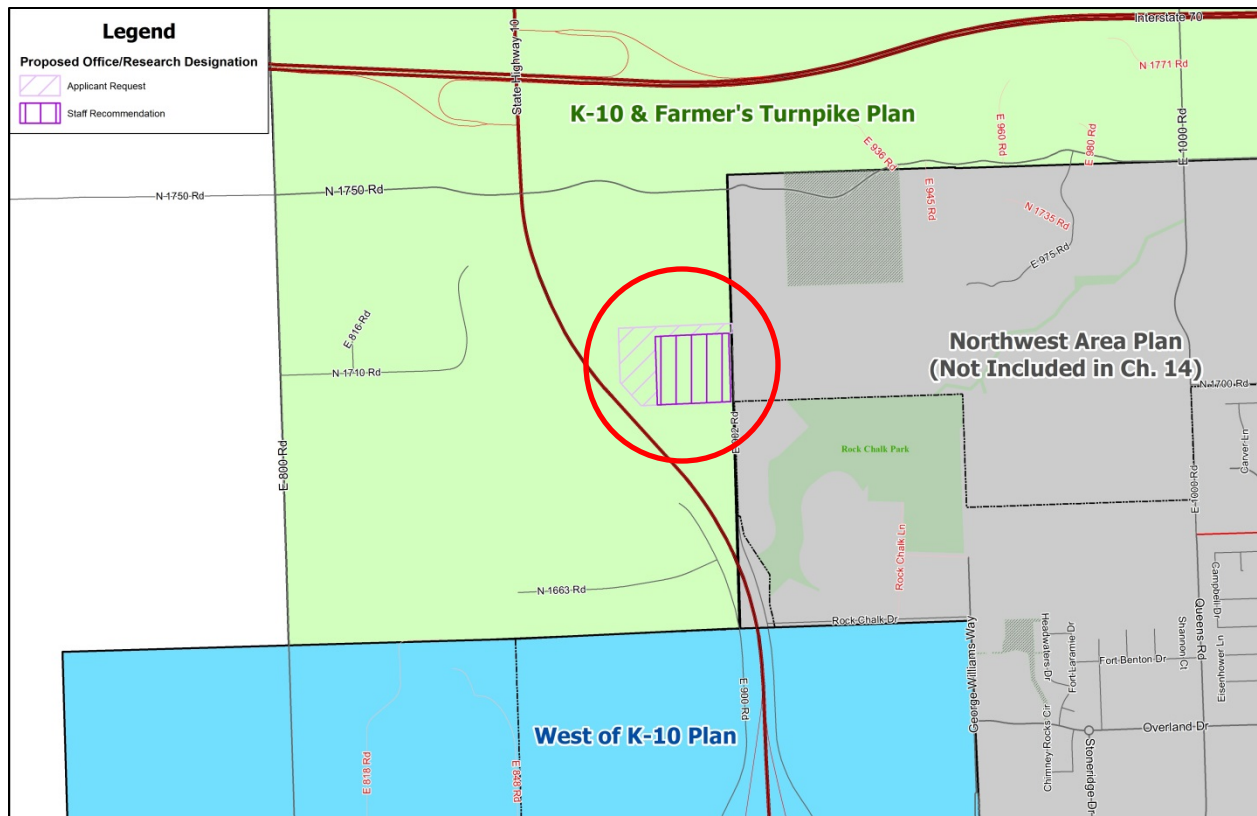 Legend
Proposed Office/Research Designation
Applicant Request
Staff Recommendation
Interstate 70
State Highway 10
N 1771 Rd
K-10 & Farmer's Turnpike Plan
E 1000 Rd
E 960 Rd
E 980 Rd
E 936 Rd
N 1750 Rd
N 1750 Rd
E 945 Rd
N 1735 Rd
E 975 Rd
E 816 Rd
N 1710 Rd
Northwest Area Plan
(Not Included in Ch. 14)
N 1700 Rd
E 902 Rd
Carver Ln
E 800 Rd
Rock Chalk Park
E 1000 Rd
Rock Chalk Ln
N 1663 Rd
Rock Chalk Dr
Campbell Dr
George Williams Way
Headwaters Dr
Fort Laramie Dr
Fort Benton Dr
Shannon Ct
Queens Rd
Eisenhower Ln
E 900 Rd
West of K-10 Plan
Overland Dr
Chimney Rocks Cir
Stoneridge Dr
E 818 Rd
E 848 Rd